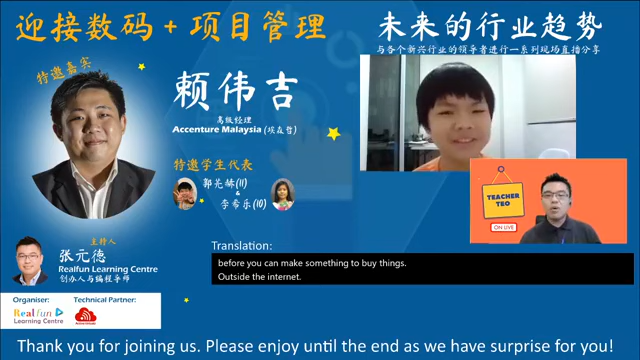 迎接数码 + 项目管理
未来的行业趋势
与各个新兴行业的领导者进行一系列现场直播分享
特邀嘉宾
赖伟吉
高级经理
Accenture Malaysia (埃森哲)
特邀学生代表
郭光赫(11)
&
李希乐(10)
主持人
张元德
Realfun Learning Centre
创办人与编程导师
TEACHER
TEO
ON LIVE
Translation:
before you can make something to buy things.
Outside the internet.
Organiser:
Realfun
Learning Centre
Technical Partner:
Thank you for joining us. Please enjoy until the end as we have surprise for you!